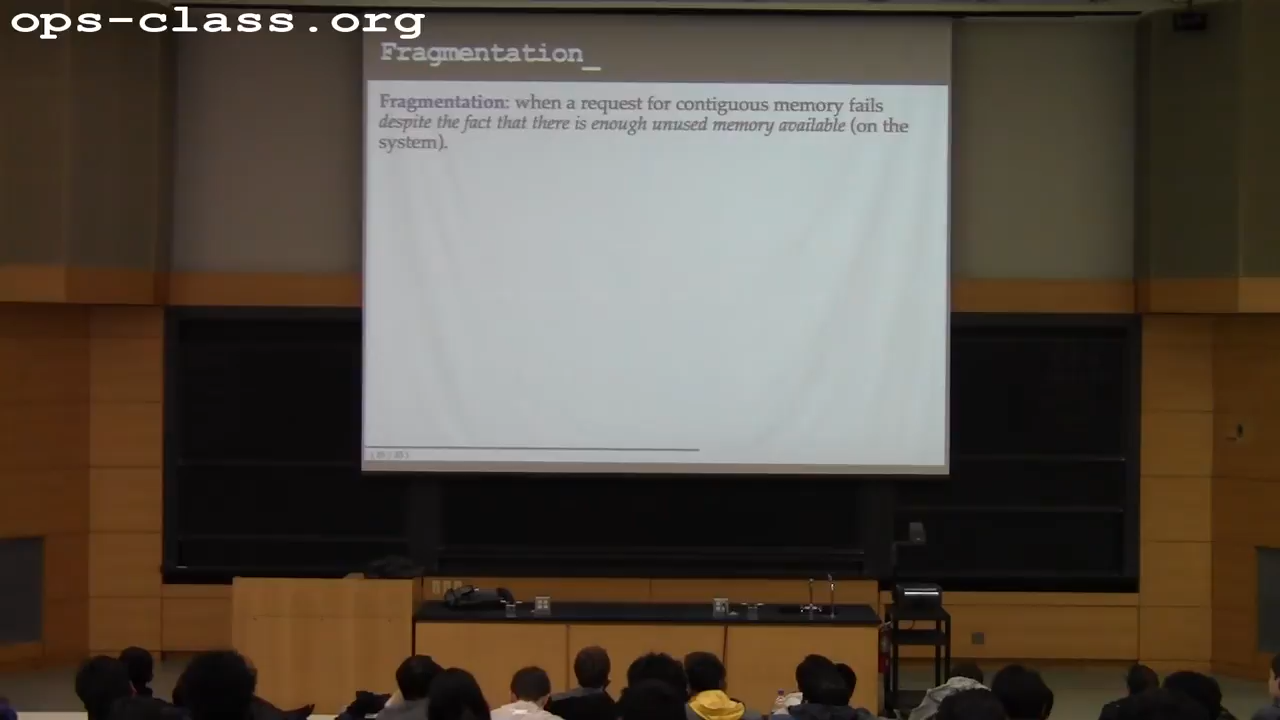 ops-class.org
Fragmentation_
Fragmentation: when a request for contiguous memory fails
despite the fact that there is enough unused memory available (on the
system).